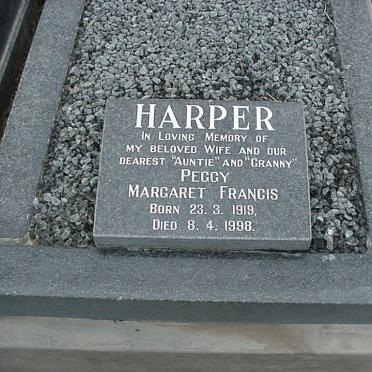 HARPER
IN LOVING MEMORY OF
MY BELOVED WIFE AND OUR
DEAREST "AUNTIE" AND "GRANNY"
PEGGY
MARGARET FRANCIS
BORN 23. 3. 1919,
DIED 8. 4. 1998.